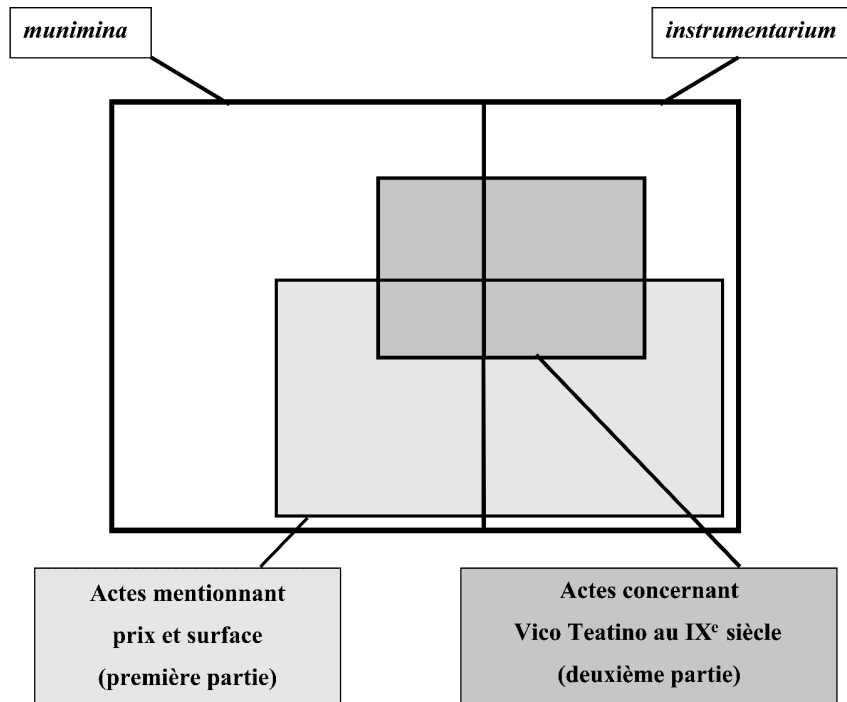 munimina
instrumentarium
Actes mentionnant
prix et surface
(première partie)
Actes concernant
Vico Teatino au IXᵉ siècle
(deuxième partie)